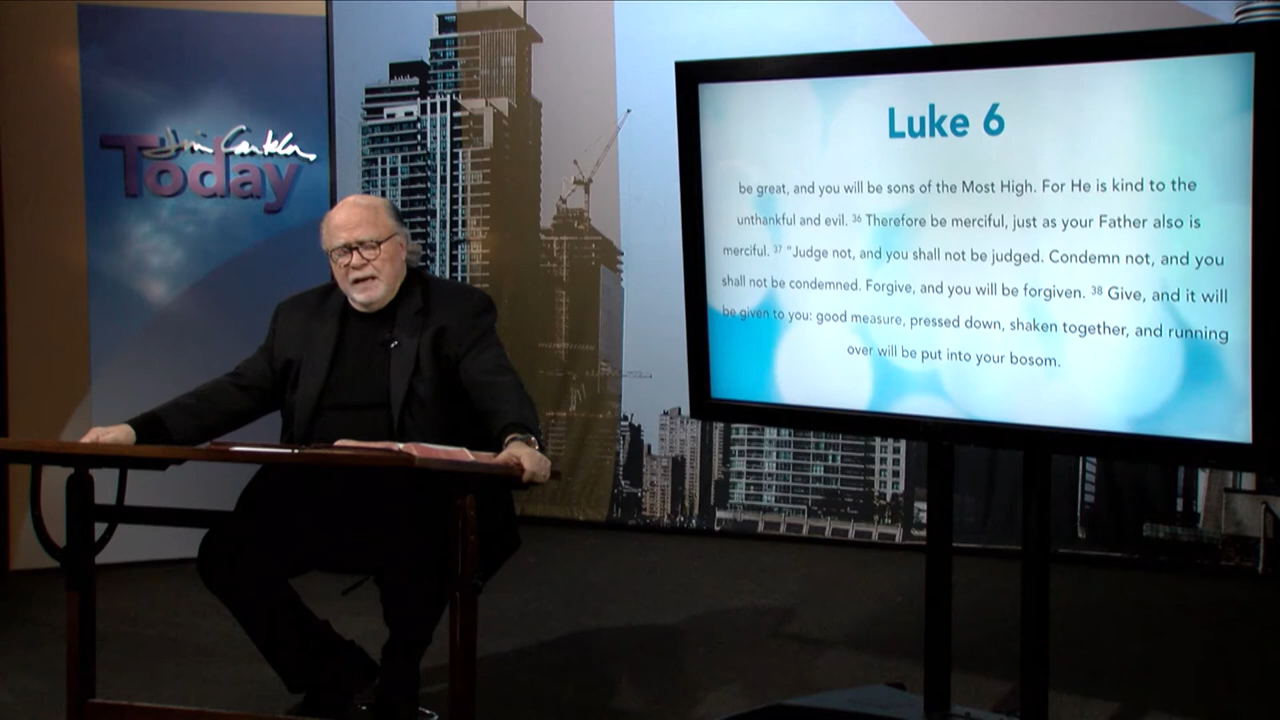 Today
Luke 6
be great, and you will be sons of the Most High. For He is kind to the
unthankful and evil. ³⁶ Therefore be merciful, just as your Father also is
merciful. ³⁷ "Judge not, and you shall not be judged. Condemn not, and you
shall not be condemned. Forgive, and you will be forgiven. ³⁸ Give, and it will
be given to you: good measure, pressed down, shaken together, and running
over will be put into your bosom.